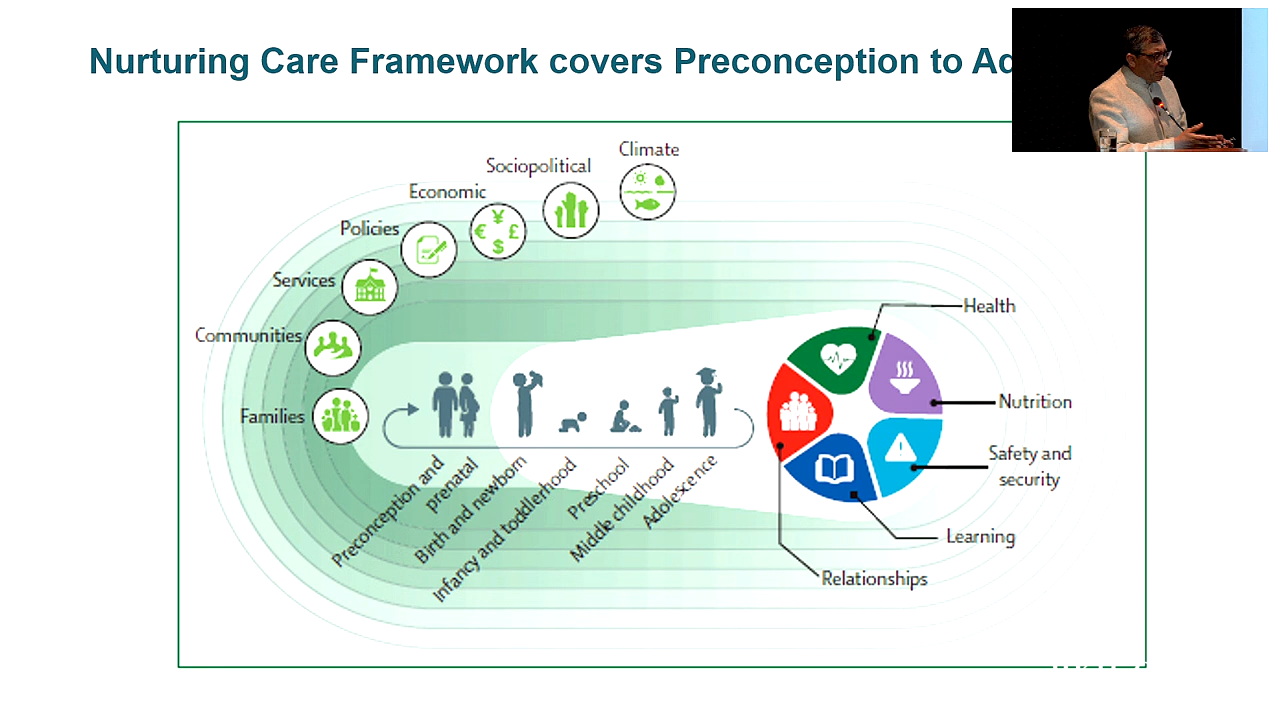 Nurturing Care Framework covers Preconception to
Climate
Sociopolitical
Economic
Policies
Services
Communities
Families
¥
€ £
$
Health
Nutrition
Safety and
security
Learning
Relationships
Preconception and
prenatal
Birth and newborn
Infancy and toddlerhood
Preschool
Middle childhood
Adolescence